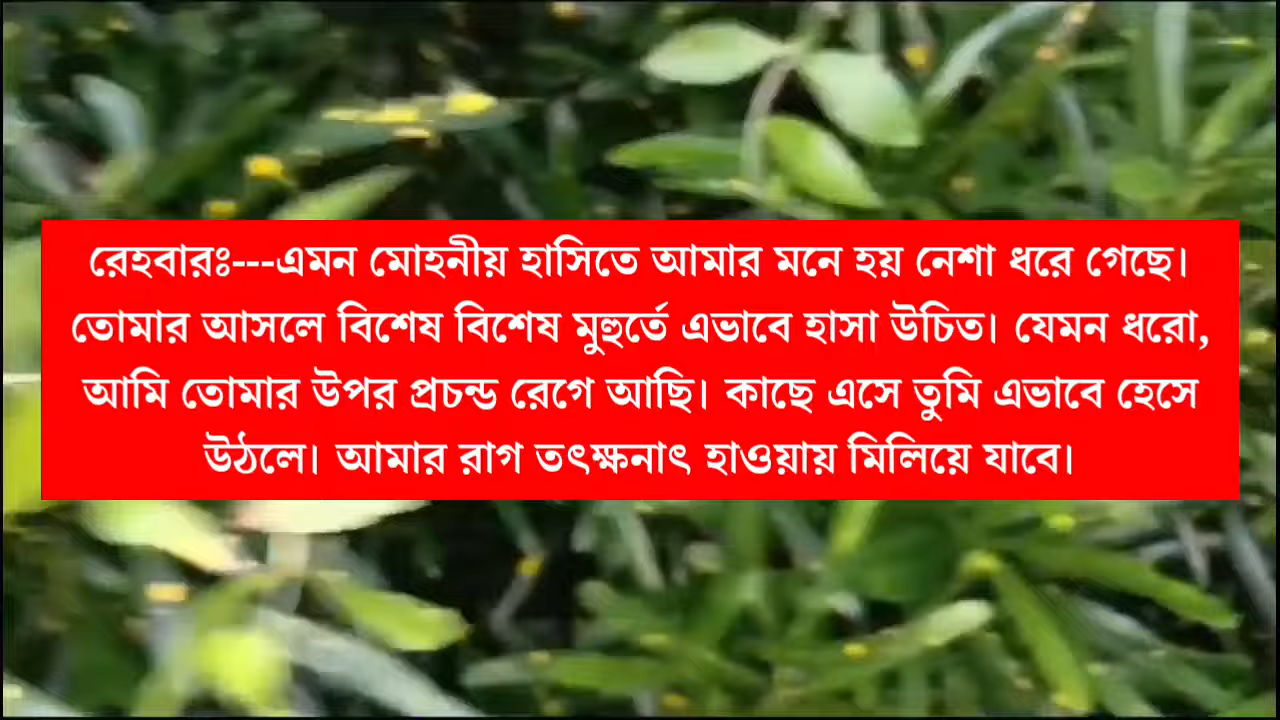 রেহবারঃ---এমন মোহনীয় হাসিতে আমার মনে হয় নেশা ধরে গেছে।
তোমার আসলে বিশেষ বিশেষ মুহুর্তে এভাবে হাসা উচিত। যেমন ধরো,
আমি তোমার উপর প্রচন্ড রেগে আছি। কাছে এসে তুমি এভাবে হেসে
উঠলে। আমার রাগ তৎক্ষনাৎ হাওয়ায় মিলিয়ে যাবে।